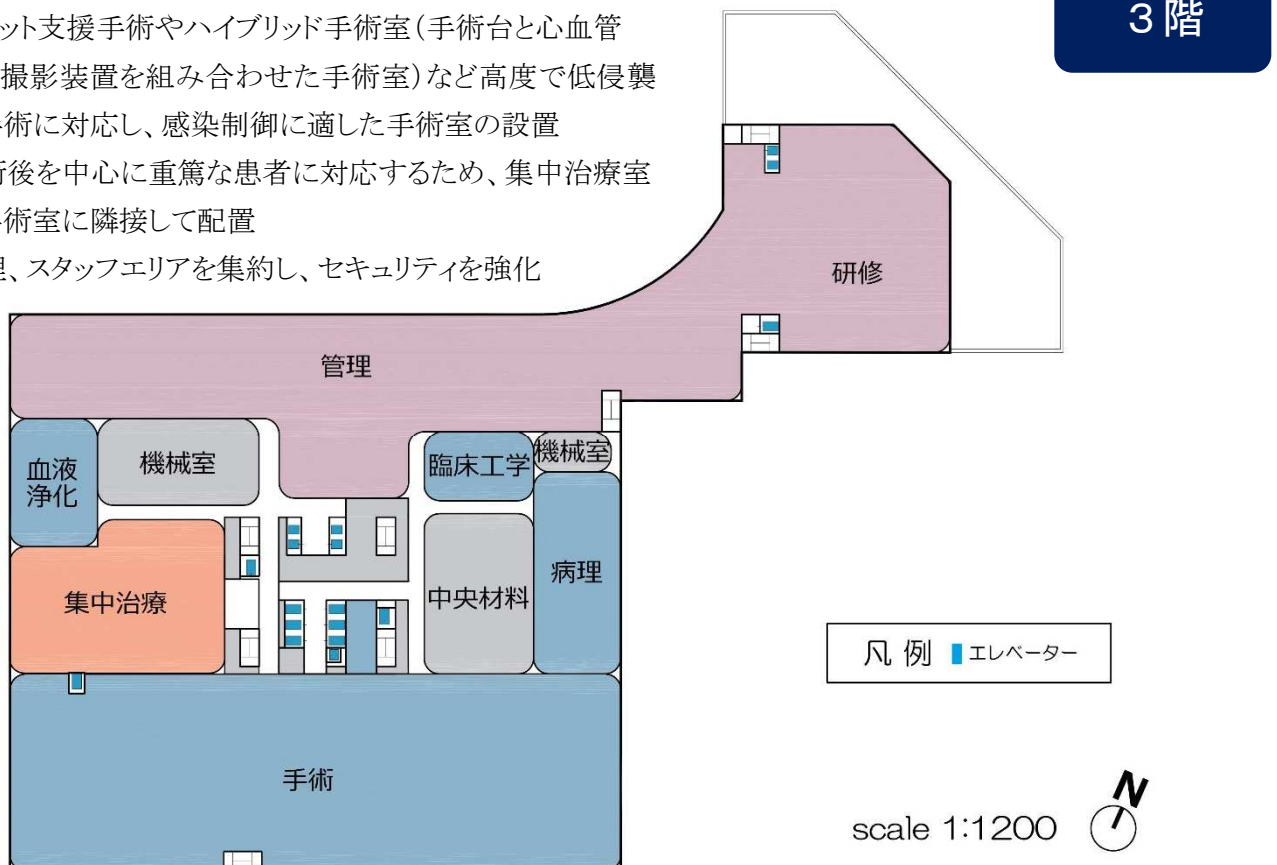 ット支援手術やハイブリッド手術室(手術台と心血管
撮影装置を組み合わせた手術室)など高度で低侵襲
術に対応し、感染制御に適した手術室の設置
後を中心に重篤な患者に対応するため、集中治療室
術室に隣接して配置
、スタッフエリアを集約し、セキュリティを強化
3階
研修
管理
血液
浄化
機械室
臨床工学
機械室
集中治療
中央材料
病理
手術
凡例 エレベーター
scale 1:1200
N